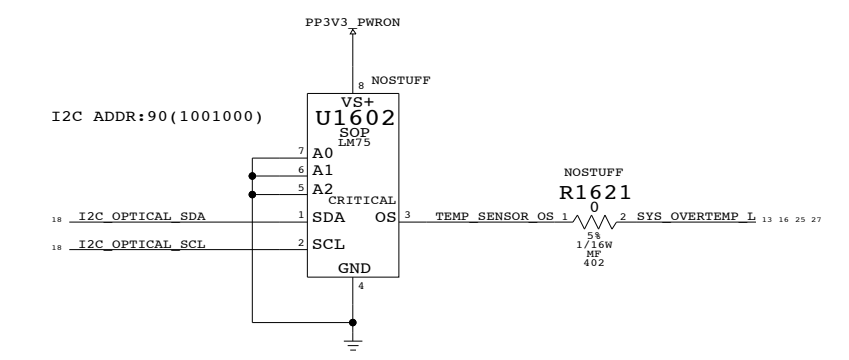 PP3V3_PWRON
8 NOSTUFF
VS+
I2C ADDR:90(1001000)
U1602
SOP
LM75
7 A0
6 A1
5 A2
CRITICAL
18 I2C_OPTICAL_SDA 1 SDA OS 3 TEMP_SENSOR_OS 1 2 SYS_OVERTEMP_L 13 16 25 27
NOSTUFF
R1621
0
5%
1/16W
MF
402
18 I2C_OPTICAL_SCL 2 SCL
GND
4